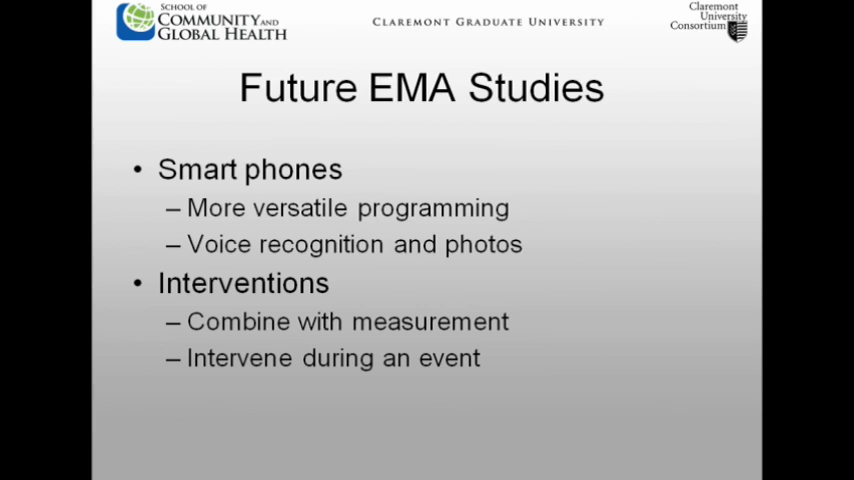 SCHOOL OF
COMMUNITY AND
GLOBAL HEALTH
CLAREMONT GRADUATE UNIVERSITY
Claremont
University
Consortium
Future EMA Studies
• Smart phones
– More versatile programming
– Voice recognition and photos
• Interventions
– Combine with measurement
– Intervene during an event